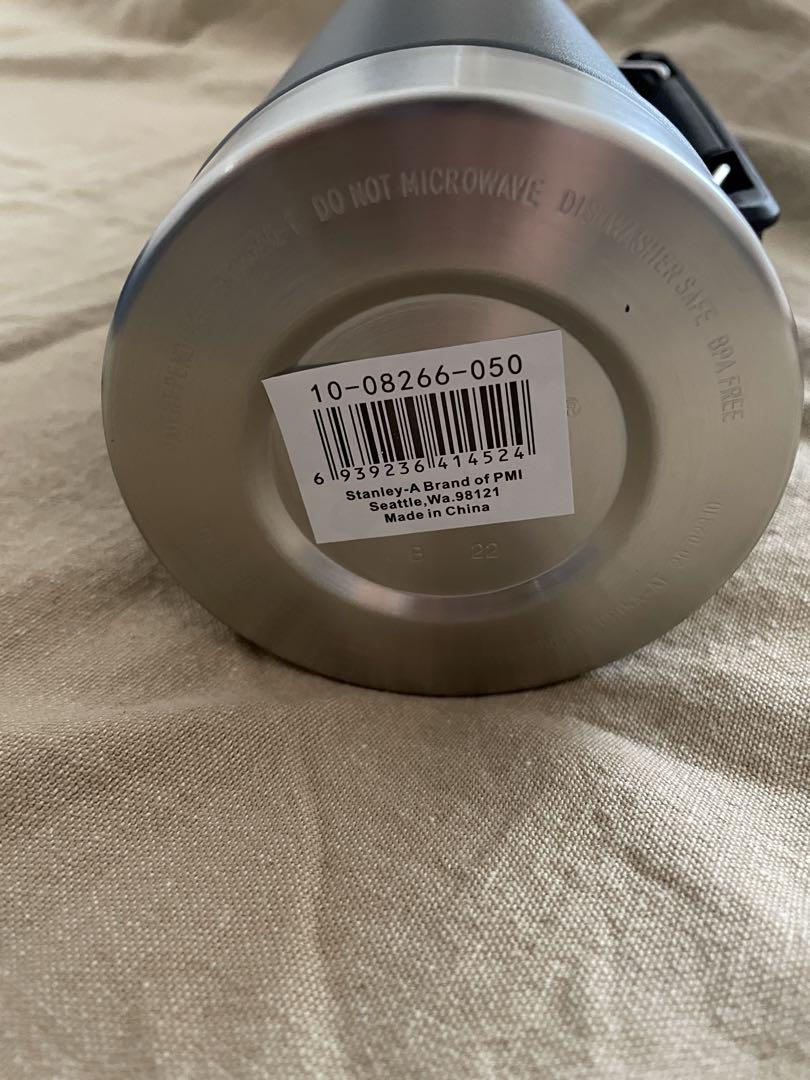 DO NOT MICROWAVE DISHWASHER SAFE BPA FREE
10-08266-050
6 939236 414524
Stanley-A Brand of PMI
Seattle,Wa.98121
Made in China
®
B 22